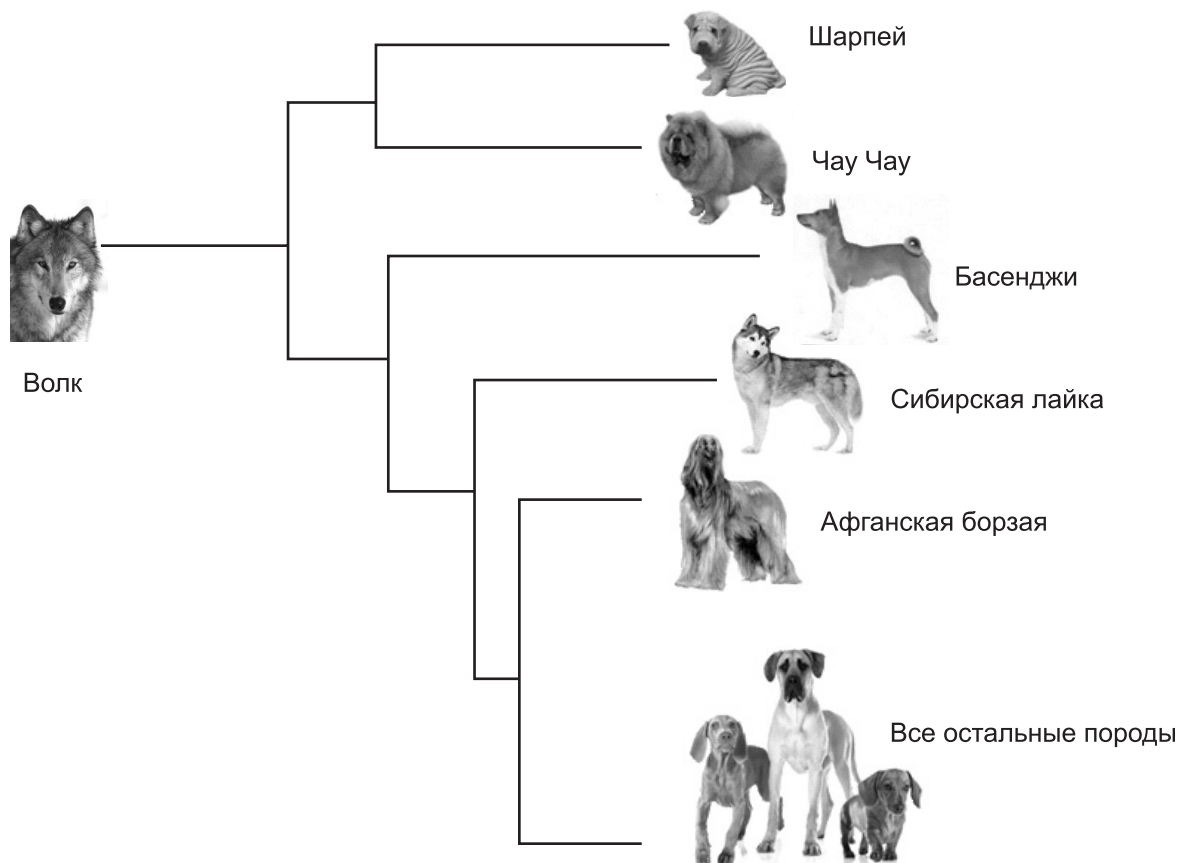 Шарпей
Чау Чау
Басенджи
Волк
Сибирская лайка
Афганская борзая
Все остальные породы